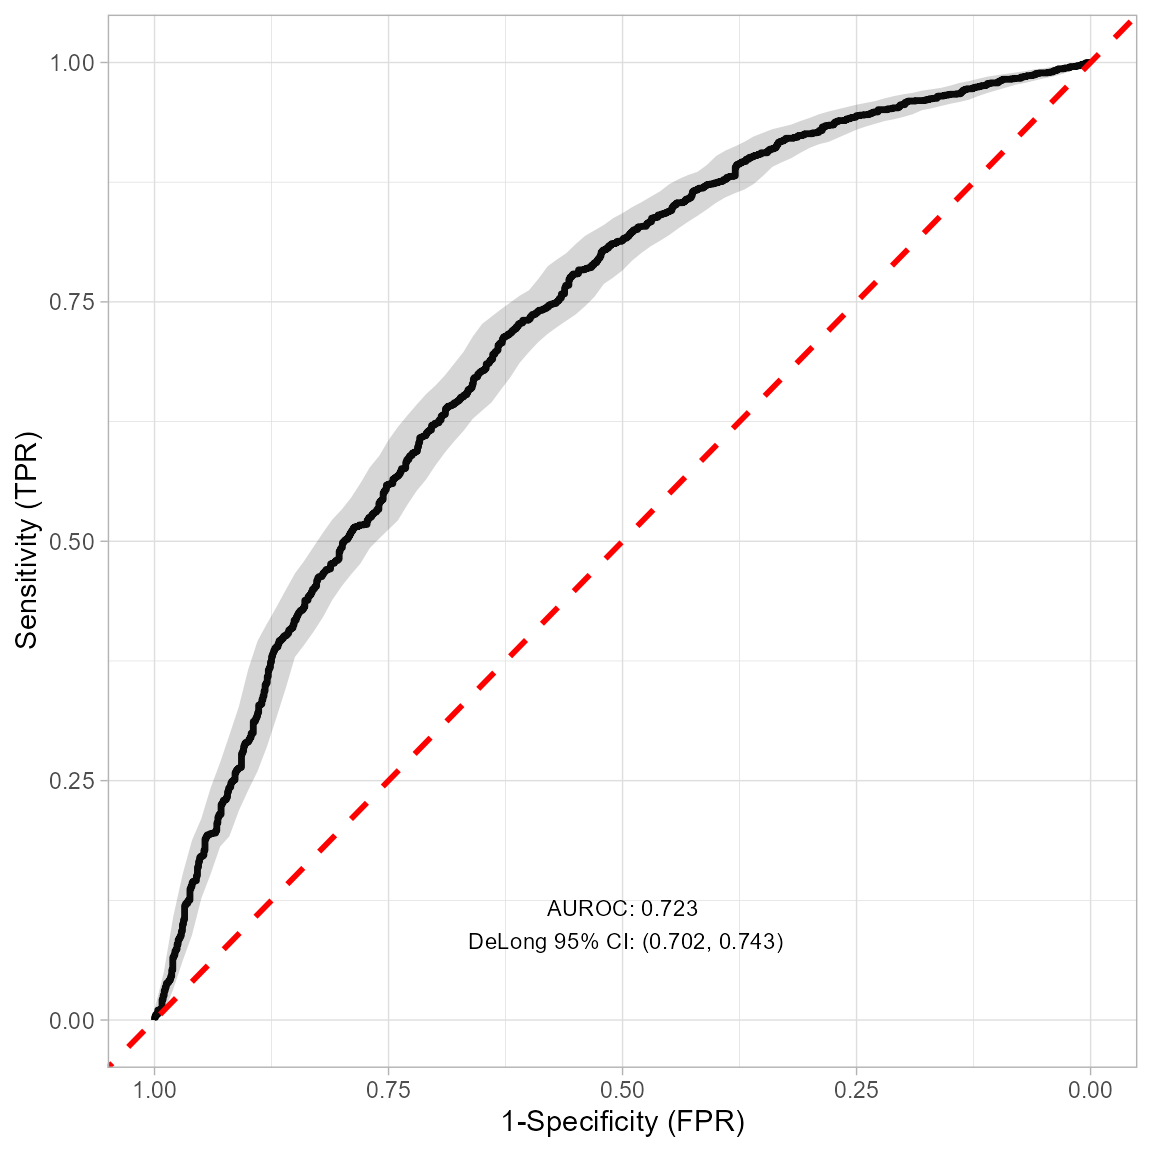 1.00
0.75
0.50
0.25
0.00
Sensitivity (TPR)
AUROC: 0.723
DeLong 95% CI: (0.702, 0.743)
1.00 0.75 0.50 0.25 0.00
1-Specificity (FPR)